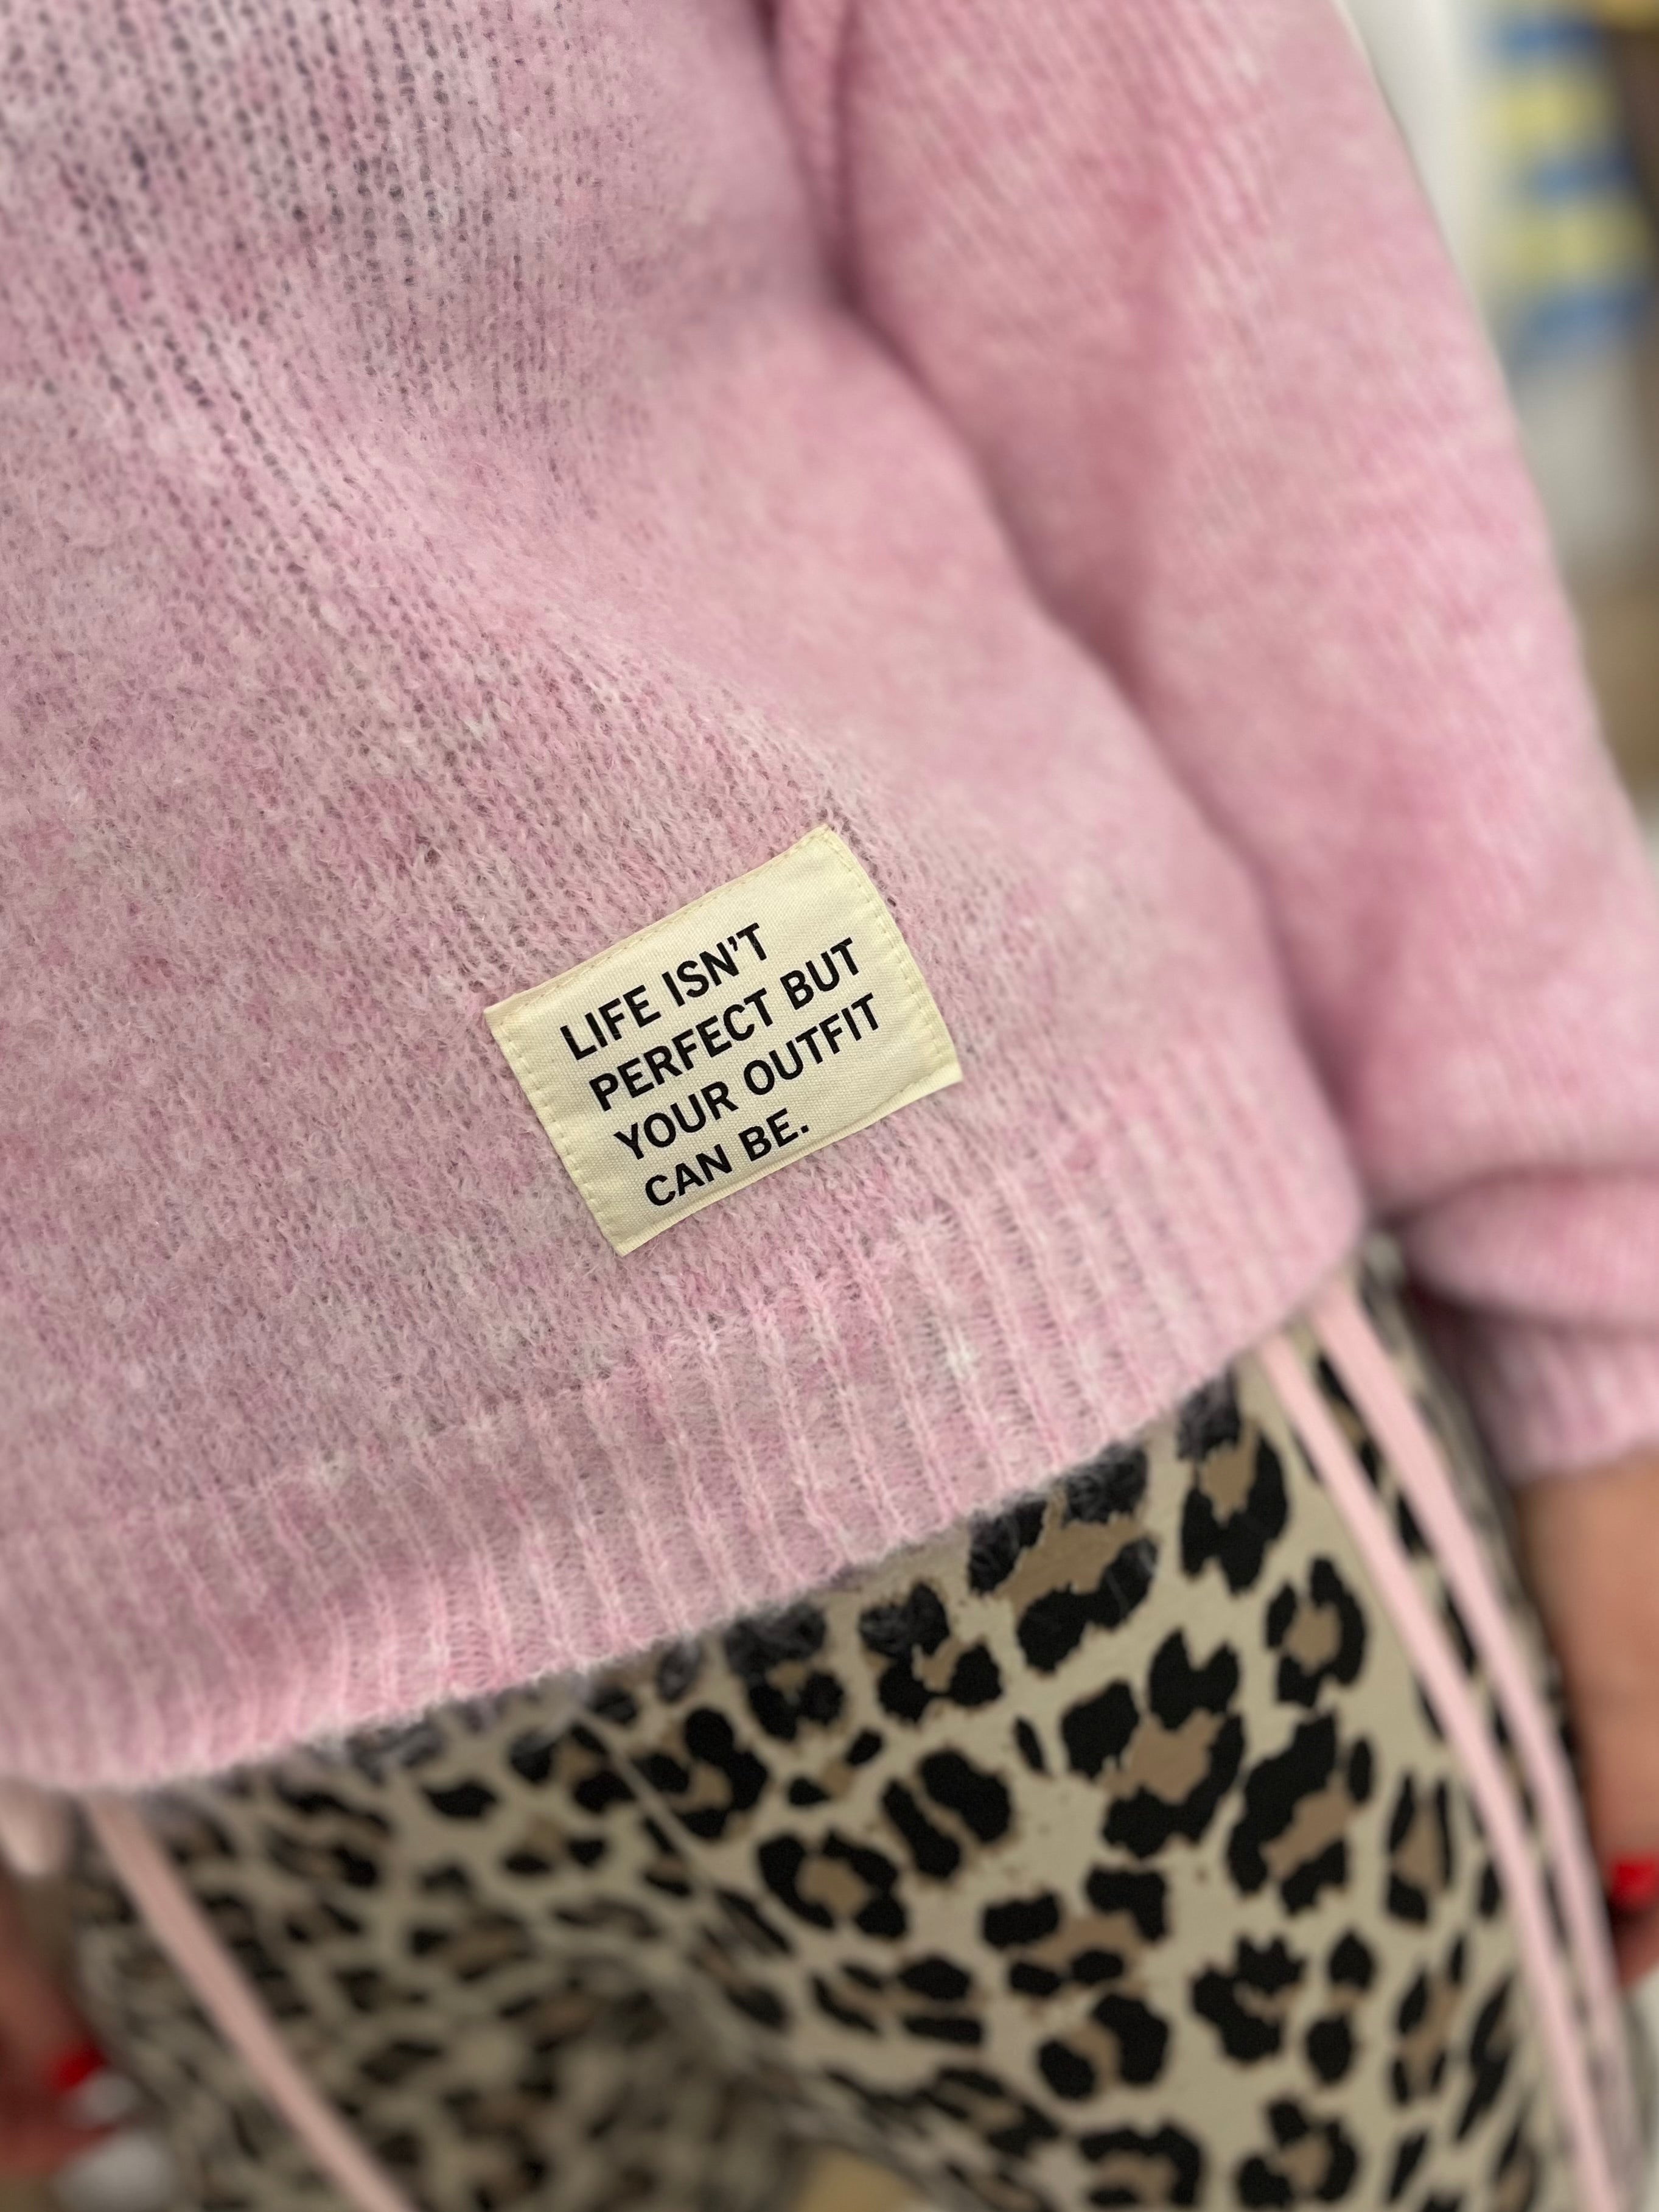 LIFE ISN'T
PERFECT BUT
YOUR OUTFIT
CAN BE.